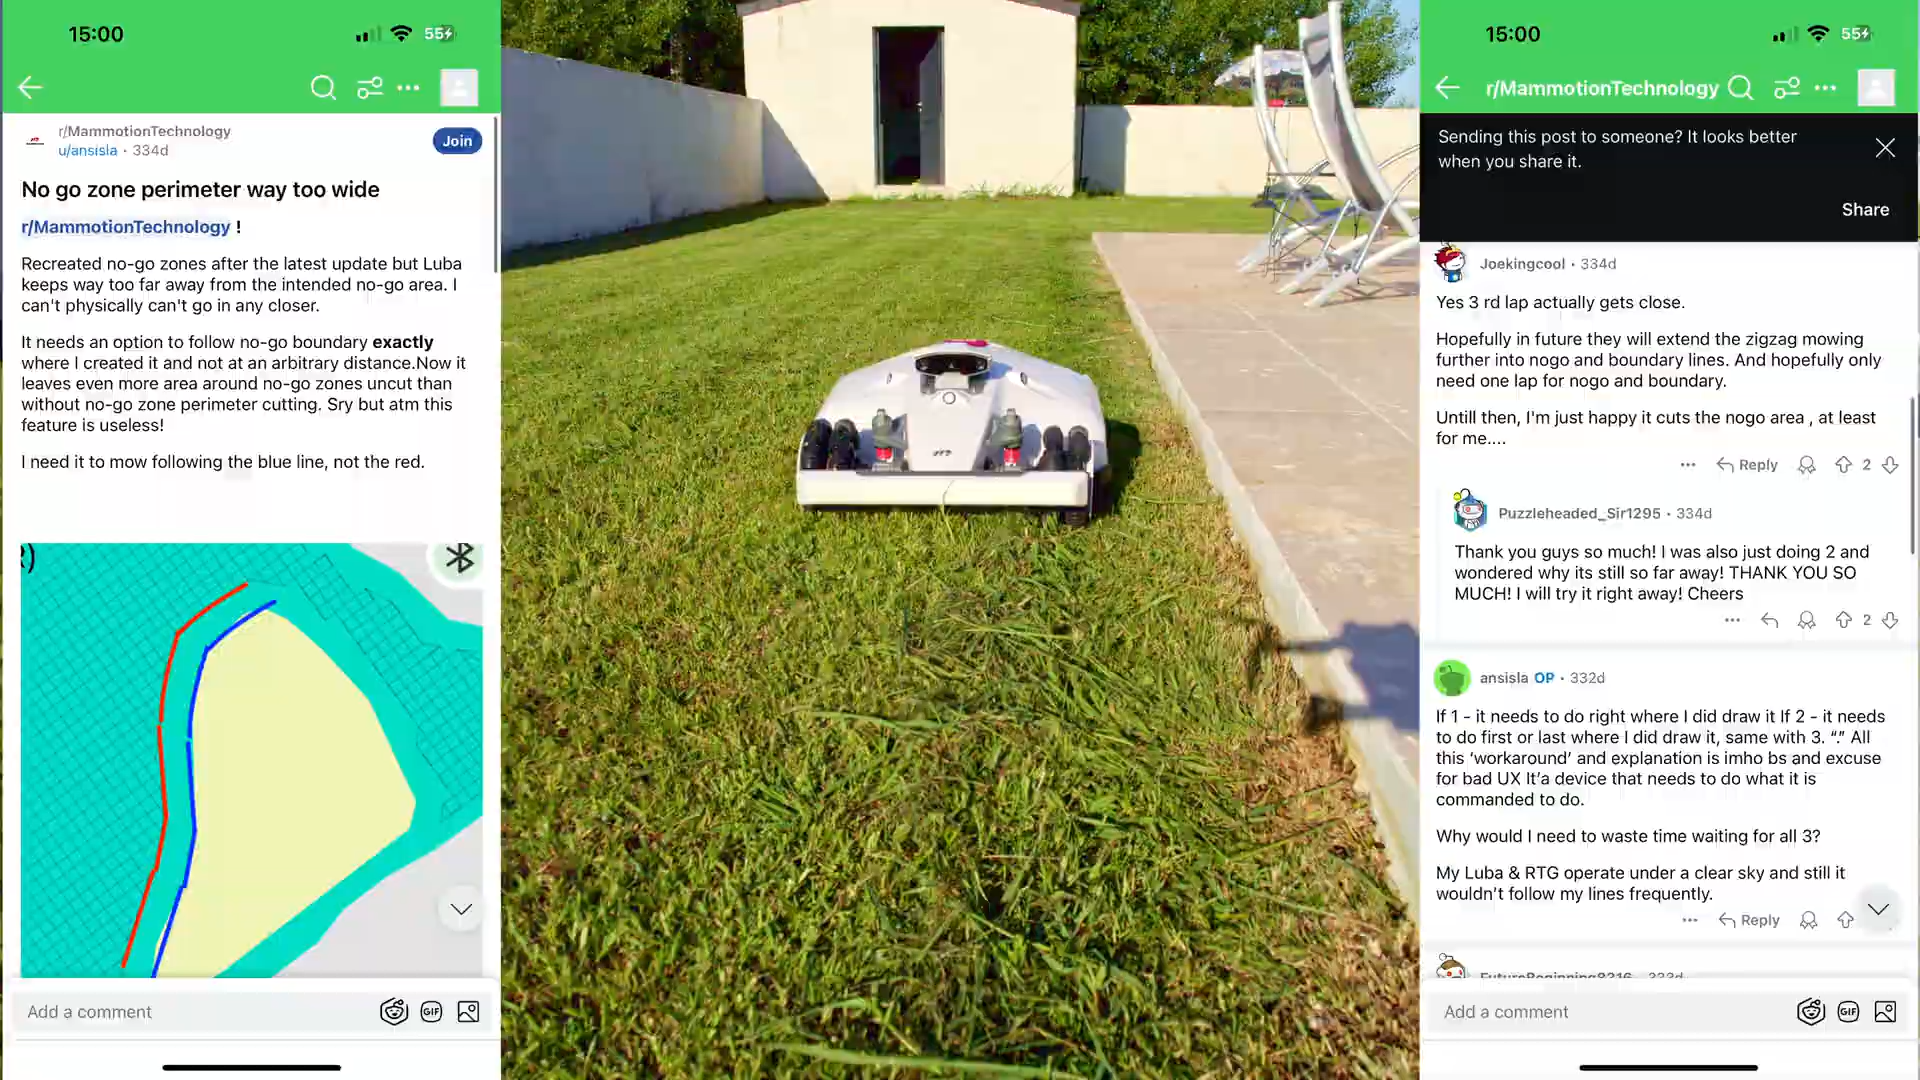 15:00
55
r/MammotionTechnology
u/ansisla · 334d
Join
No go zone perimeter way too wide
r/MammotionTechnology !
Recreated no-go zones after the latest update but Luba
keeps way too far away from the intended no-go area. I
can't physically can't go in any closer.
It needs an option to follow no-go boundary exactly
where I created it and not at an arbitrary distance.Now it
leaves even more area around no-go zones uncut than
without no-go zone perimeter cutting. Sry but atm this
feature is useless!
I need it to mow following the blue line, not the red.
Add a comment
GIF
15:00
55
r/MammotionTechnology
Sending this post to someone? It looks better
when you share it.
Share
Joekingcool · 334d
Yes 3 rd lap actually gets close.
Hopefully in future they will extend the zigzag mowing
further into nogo and boundary lines. And hopefully only
need one lap for nogo and boundary.
Untill then, I'm just happy it cuts the nogo area , at least
for me....
Reply 2
Puzzleheaded_Sir1295 · 334d
Thank you guys so much! I was also just doing 2 and
wondered why its still so far away! THANK YOU SO
MUCH! I will try it right away! Cheers
2
ansisla OP · 332d
If 1 - it needs to do right where I did draw it If 2 - it needs
to do first or last where I did draw it, same with 3. “.” All
this ‘workaround’ and explanation is imho bs and excuse
for bad UX It’a device that needs to do what it is
commanded to do.
Why would I need to waste time waiting for all 3?
My Luba & RTG operate under a clear sky and still it
wouldn’t follow my lines frequently.
Reply
Add a comment
GIF